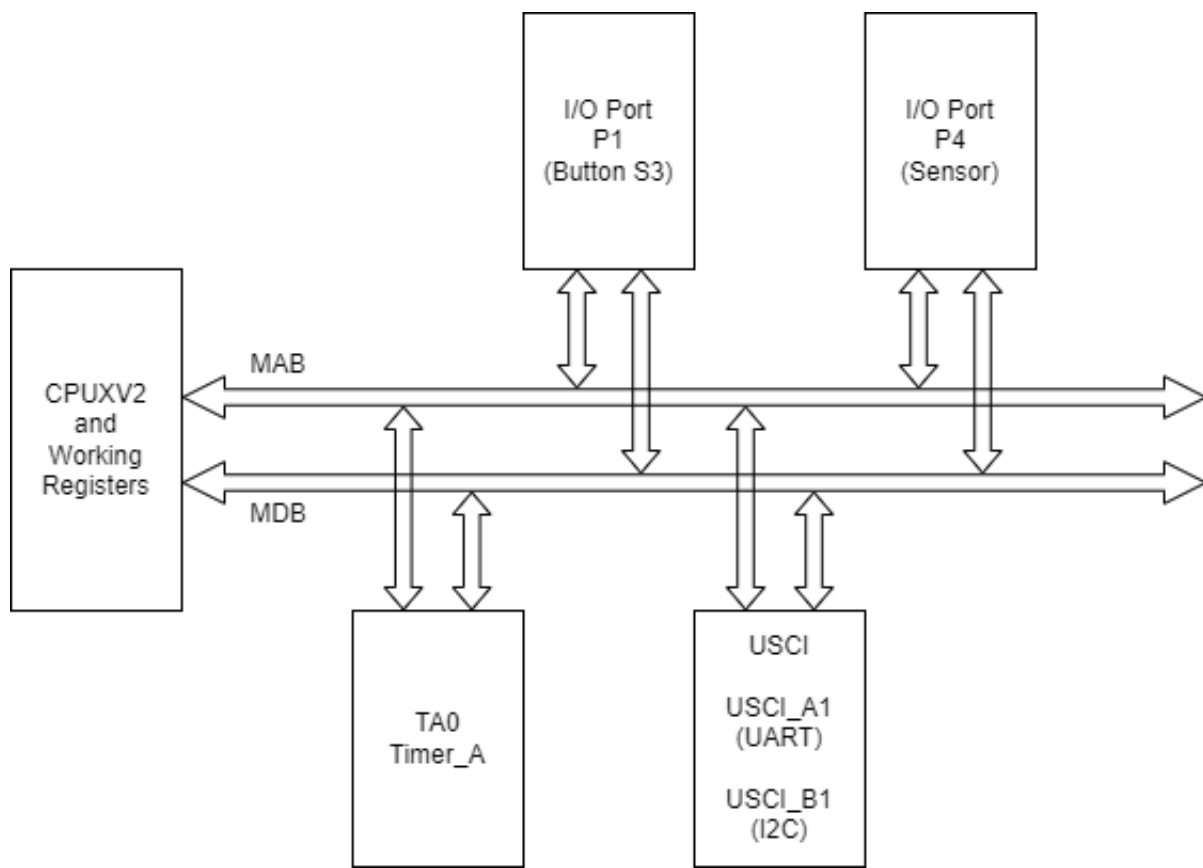 I/O Port
P1
(Button S3)
I/O Port
P4
(Sensor)
MAB
CPUXV2
and
Working
Registers
MDB
TA0
Timer_A
USCI
USCI_A1
(UART)
USCI_B1
(I2C)